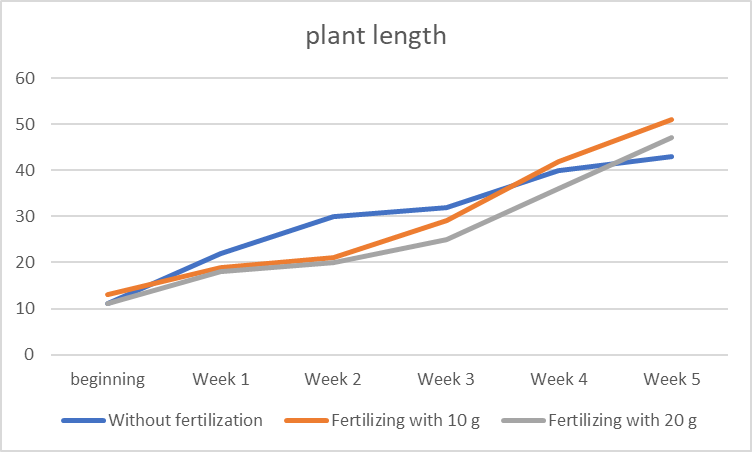 plant length
60
50
40
30
20
10
0
beginning Week 1 Week 2 Week 3 Week 4 Week 5
Without fertilization Fertilizing with 10 g Fertilizing with 20 g